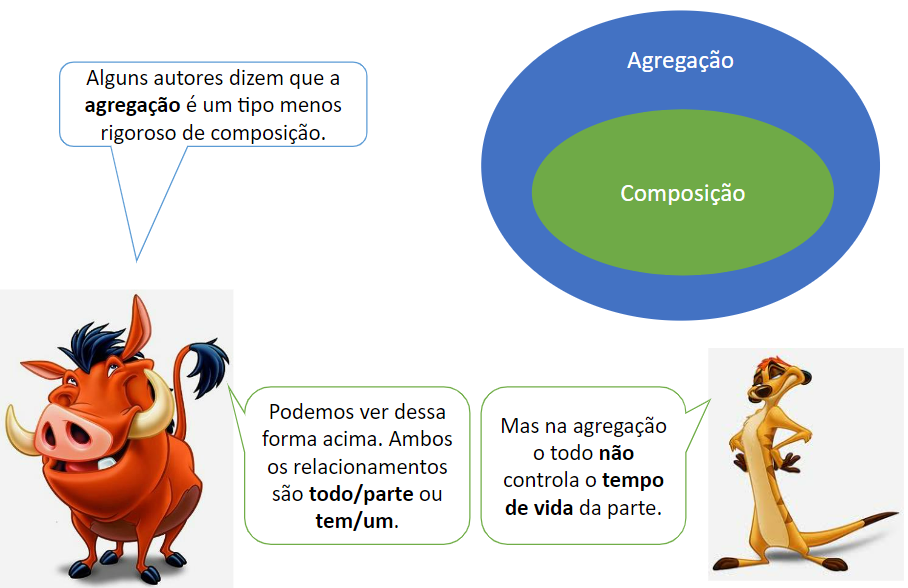 Alguns autores dizem que a
agregação é um tipo menos
rigoroso de composição.
Agregação
Composição
Podemos ver dessa
forma acima. Ambos
os relacionamentos
são todo/parte ou
tem/um.
Mas na agregação
o todo não
controla o tempo
de vida da parte.